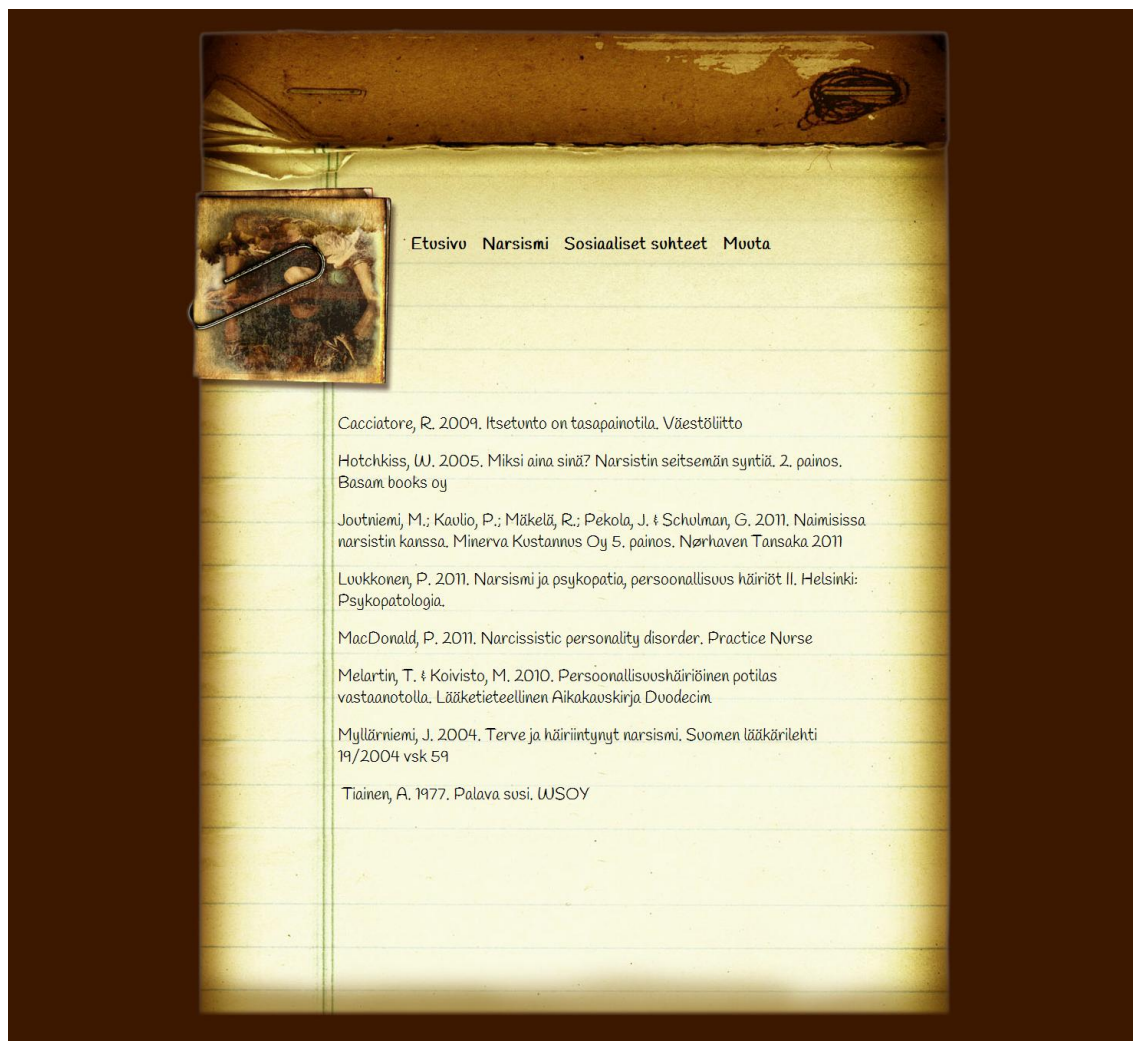 Etusivu Narsismi Sosiaaliset suhteet Muuta
Cacciatore, R. 2009. Itsetunto on tasapainotila. Väestöliitto
Hotchkiss, W. 2005. Miksi aina sinä? Narsistin seitsemän syntiä. 2. painos.
Basam books oy
Joutniemi, M.; Kaulio, P.; Mäkelä, R.; Pekola, J. & Schulman, G. 2011. Naimisissa
narsistin kanssa. Minerva Kustannus Oy 5. painos. Nørhaven Tansaka 2011
Luukkonen, P. 2011. Narsismi ja psykopatia, persoonallisuus häiriöt II. Helsinki:
Psykopatologia.
MacDonald, P. 2011. Narcissistic personality disorder. Practice Nurse
Melartin, T. & Koivisto, M. 2010. Persoonallisuushäiriöinen potilas
vastaanotolla. Lääketieteellinen Aikakauskirja Duodecim
Myllärniemi, J. 2004. Terve ja häiriintynyt narsismi. Suomen lääkärilehti
19/2004 vsk 59
Tiainen, A. 1977. Palava susi. WSOY